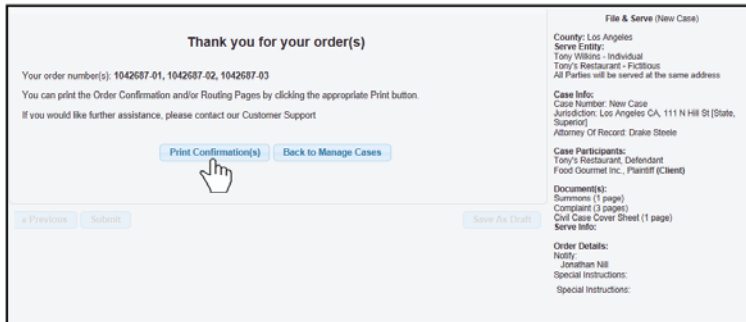 Thank you for your order(s)
Your order number(s): 1042687-01, 1042687-02, 1042687-03
You can print the Order Confirmation and/or Routing Pages by clicking the appropriate Print button.
If you would like further assistance, please contact our Customer Support
Print Confirmation(s) Back to Manage Cases
« Previous Submit Save As Draft
File & Serve (New Case)
County: Los Angeles
Serve Entity:
Tony Wilkins - Individual
Tony's Restaurant - Fictitious
All Parties will be served at the same address
Case Info:
Case Number: New Case
Jurisdiction: Los Angeles CA, 111 N Hill St [State,
Superior]
Attorney Of Record: Drake Steele
Case Participants:
Tony's Restaurant, Defendant
Food Gourmet Inc., Plaintiff (Client)
Document(s):
Summons (1 page)
Complaint (3 pages)
Civil Case Cover Sheet (1 page)
Serve Info:
Order Details:
Notify:
Jonathan Nill
Special Instructions:
Special Instructions: